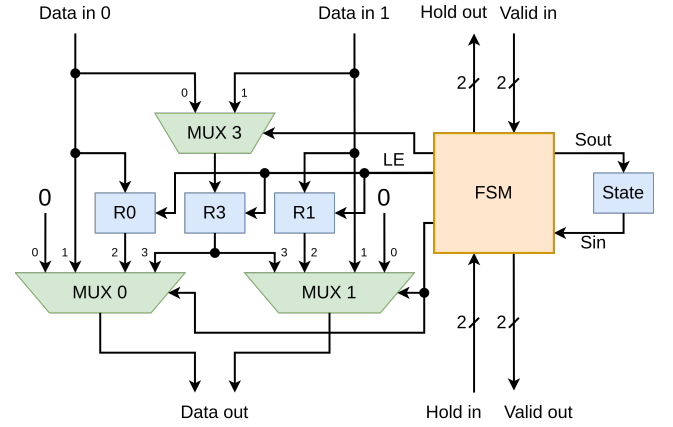 Data in 0
Data in 1
Hold out
Valid in
2
2
0
1
MUX 3
Sout
LE
FSM
State
0
R0
R3
R1
0
Sin
0
1
2
3
3
2
1
0
MUX 0
MUX 1
2
2
Data out
Hold in
Valid out